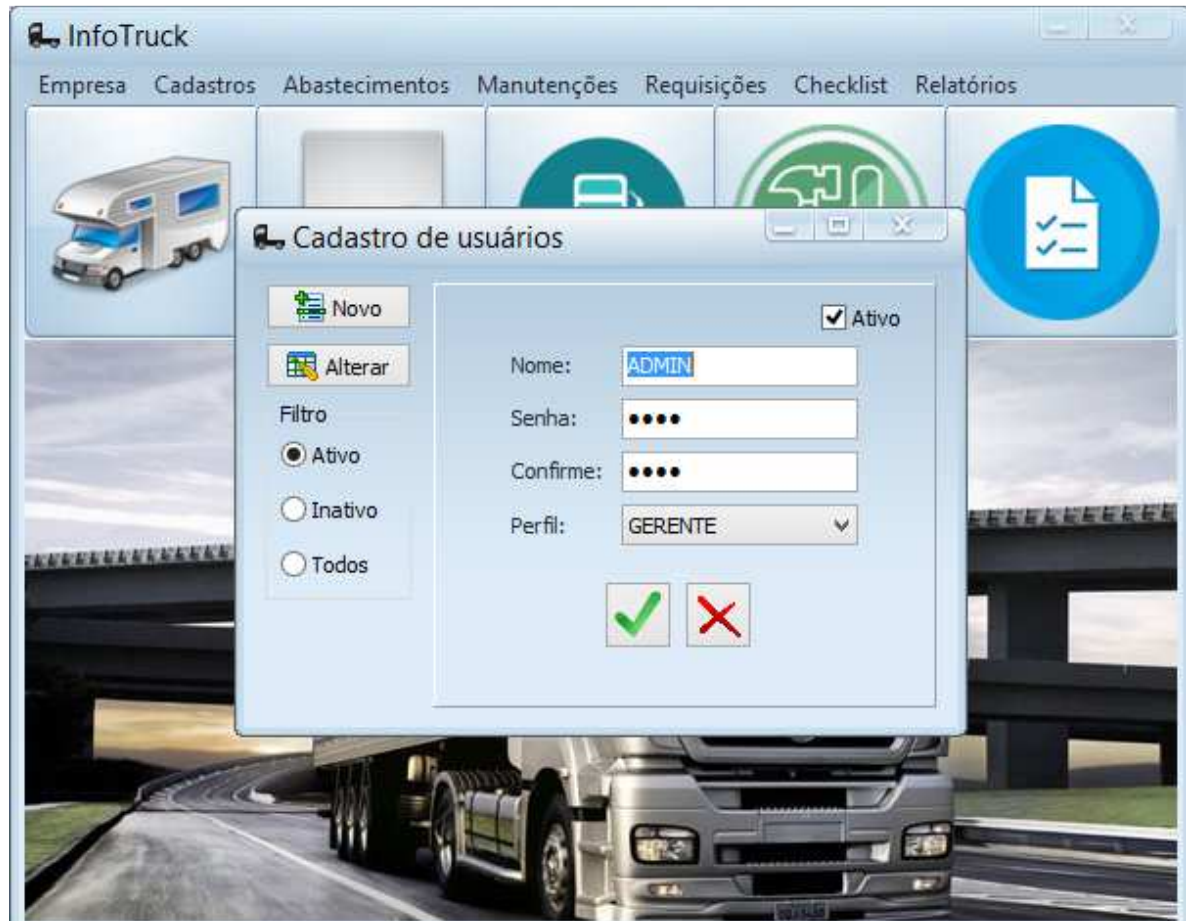 InfoTruck
Empresa Cadastros Abastecimentos Manutenções Requisições Checklist Relatórios
Cadastro de usuários
Novo
Alterar
Filtro
Ativo
Inativo
Todos
Ativo
Nome: ADMIN
Senha: ••••
Confirme: ••••
Perfil: GERENTE